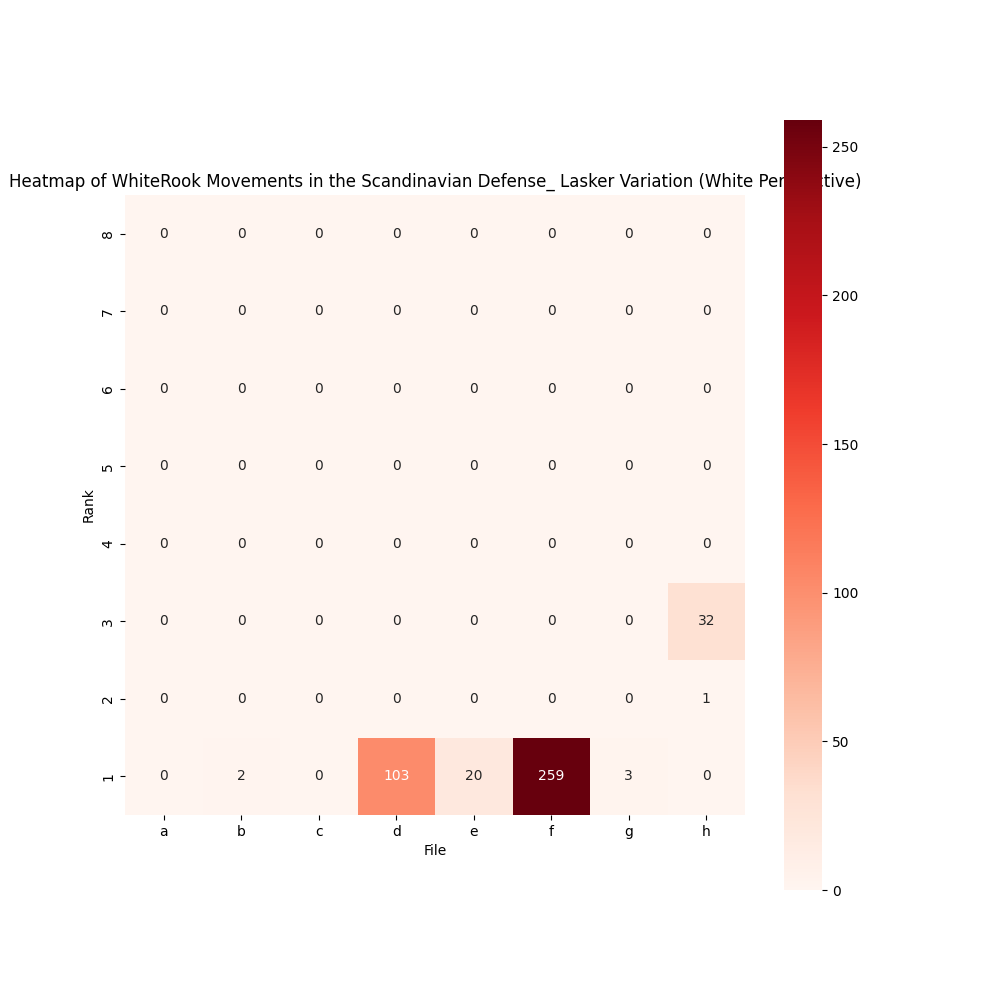 250
Heatmap of WhiteRook Movements in the Scandinavian Defense_ Lasker Variation (White Perspective)
8 0 0 0 0 0 0 0 0
200
7 0 0 0 0 0 0 0 0
6 0 0 0 0 0 0 0 0
150
5 0 0 0 0 0 0 0 0
Rank
4 0 0 0 0 0 0 0 0
100
3 0 0 0 0 0 0 0 32
2 0 0 0 0 0 0 0 1
50
1 0 2 0 103 20 259 3 0
a b c d e f g h
File
0